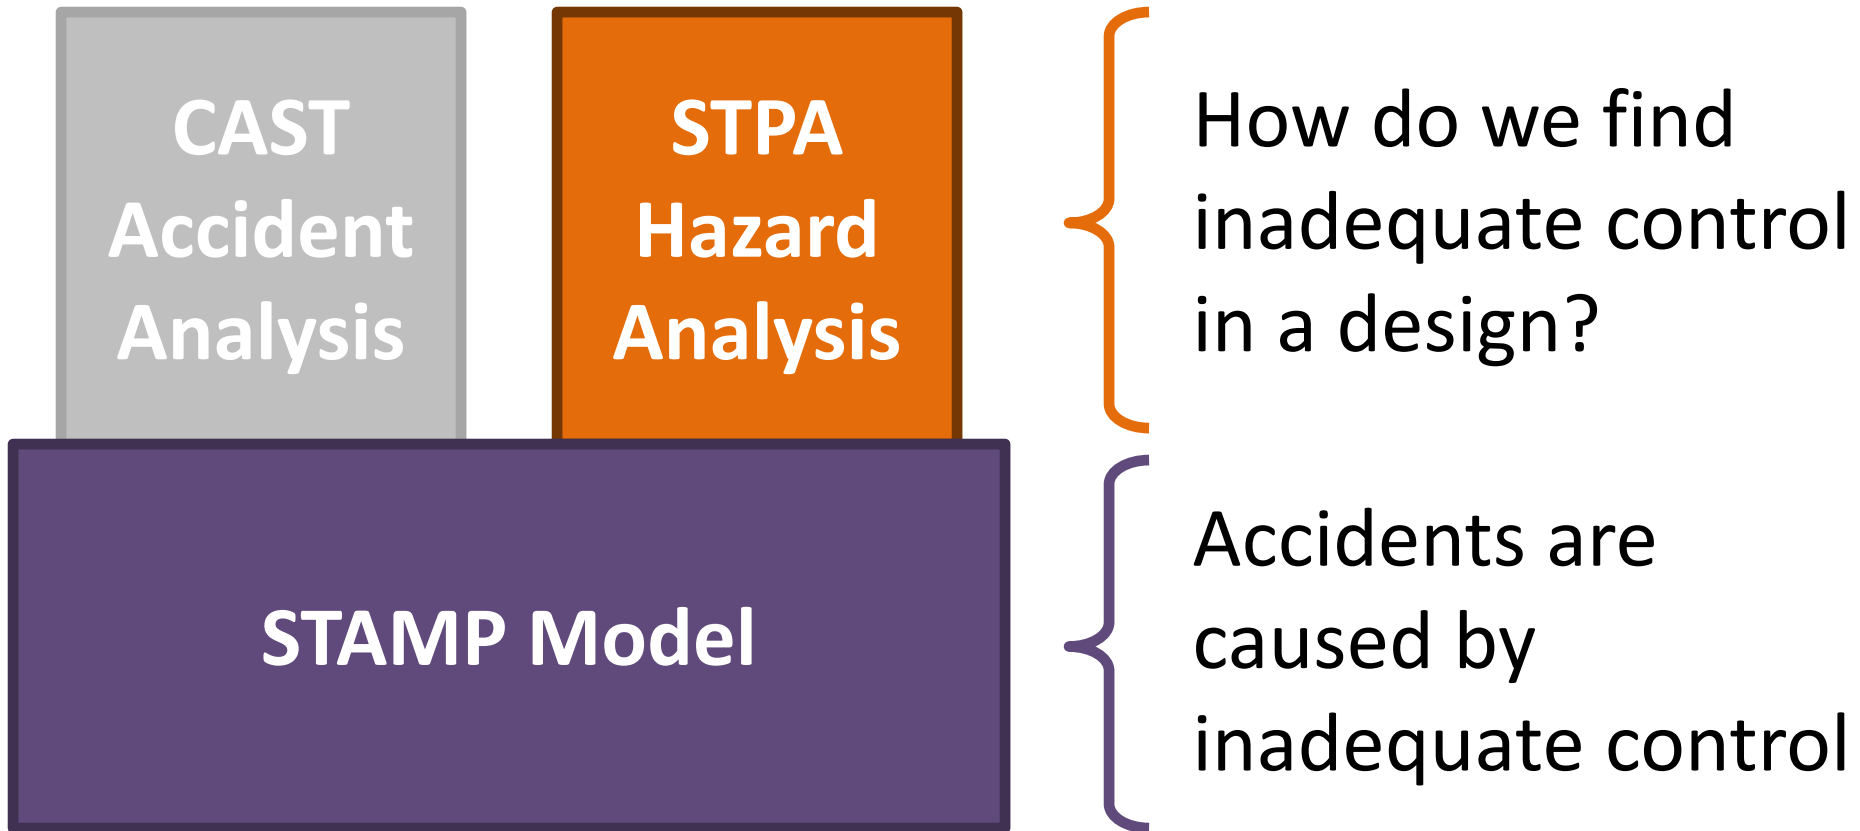 CAST
Accident
Analysis
STPA
Hazard
Analysis
How do we find
inadequate control
in a design?
STAMP Model
Accidents are
caused by
inadequate control